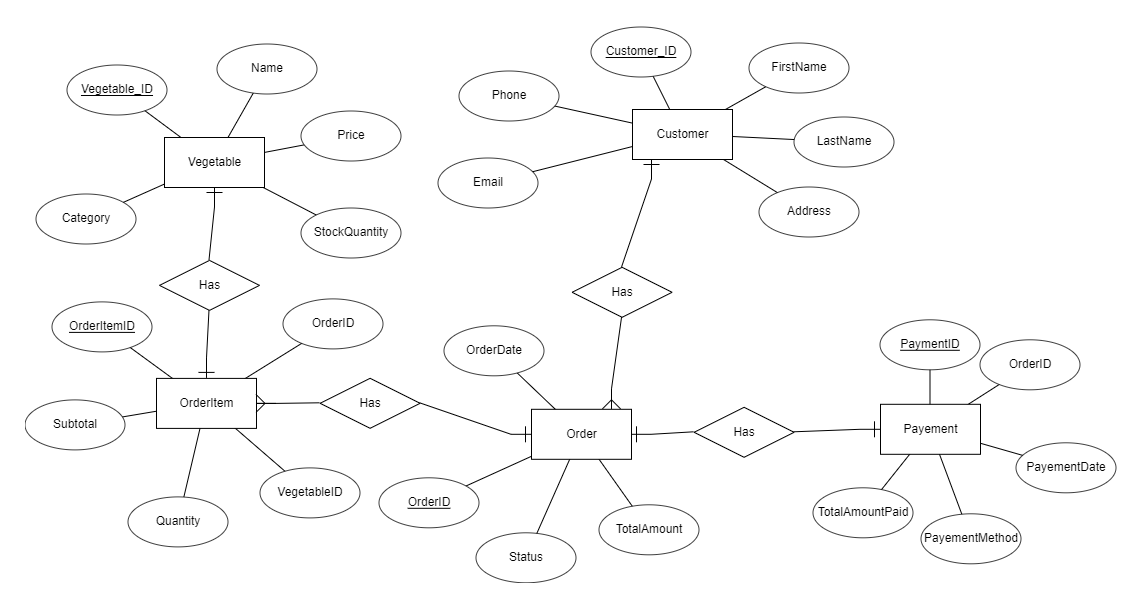 Customer_ID
Name
FirstName
Vegetable_ID
Phone
Price
Customer
LastName
Vegetable
Email
Address
Category
StockQuantity
Has
Has
OrderItemID
OrderID
OrderDate
PaymentID
OrderID
OrderItem
Has
Subtotal
Order
Has
Payement
PayementDate
VegetableID
OrderID
TotalAmountPaid
Quantity
TotalAmount
PayementMethod
Status